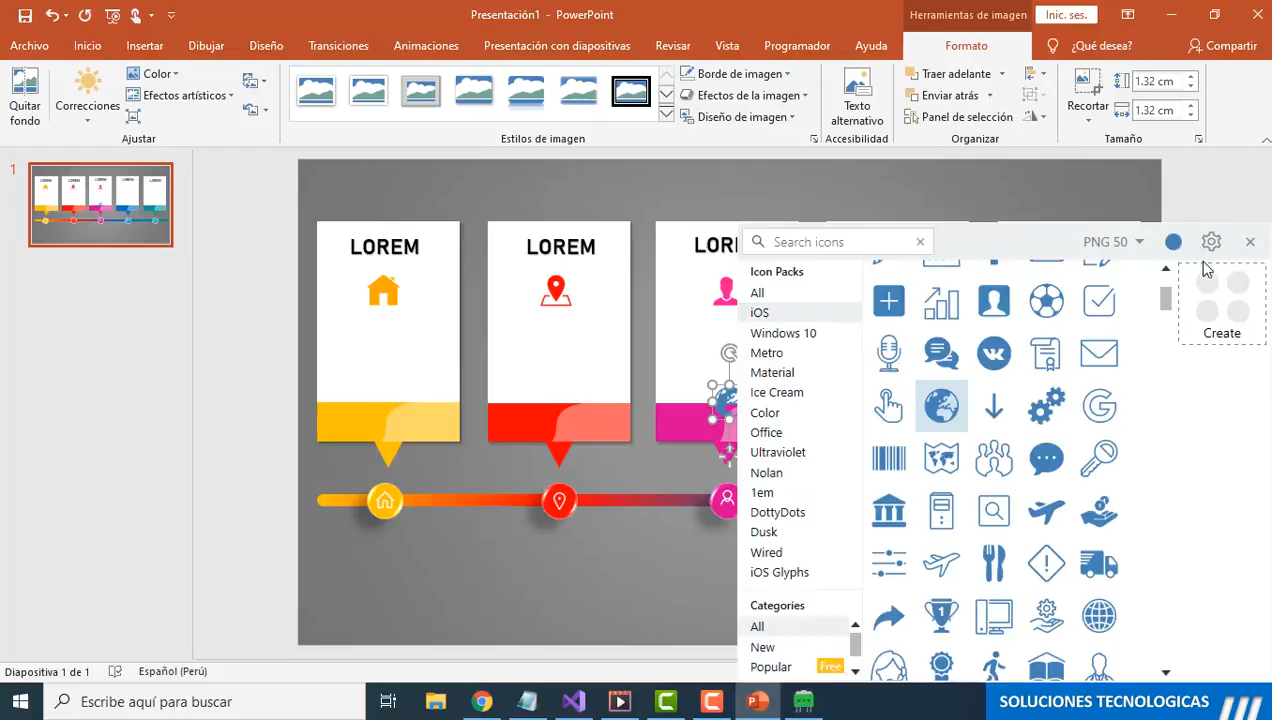 Presentación1 - PowerPoint
Herramientas de imagen
Inic. ses.
Archivo
Inicio
Insertar
Dibujar
Diseño
Transiciones
Animaciones
Presentación con diapositivas
Revisar
Vista
Programador
Ayuda
Formato
¿Qué desea?
Compartir
Quitar fondo
Correcciones
Color
Efectos artísticos
Ajustar
Estilos de imagen
Borde de imagen
Efectos de la imagen
Diseño de imagen
Texto alternativo
Accesibilidad
Traer adelante
Enviar atrás
Panel de selección
Organizar
Recortar
1.32 cm
1.32 cm
Tamaño
1
LOREM
LOREM
LOR
Search icons
PNG 50
Icon Packs
All
iOS
Windows 10
Metro
Material
Ice Cream
Color
Office
Ultraviolet
Nolan
1em
DottyDots
Dusk
Wired
iOS Glyphs
Categories
All
New
Popular
Free
Create
Diapositiva 1 de 1
Español (Perú)
Escribe aquí para buscar
SOLUCIONES TECNOLOGICAS